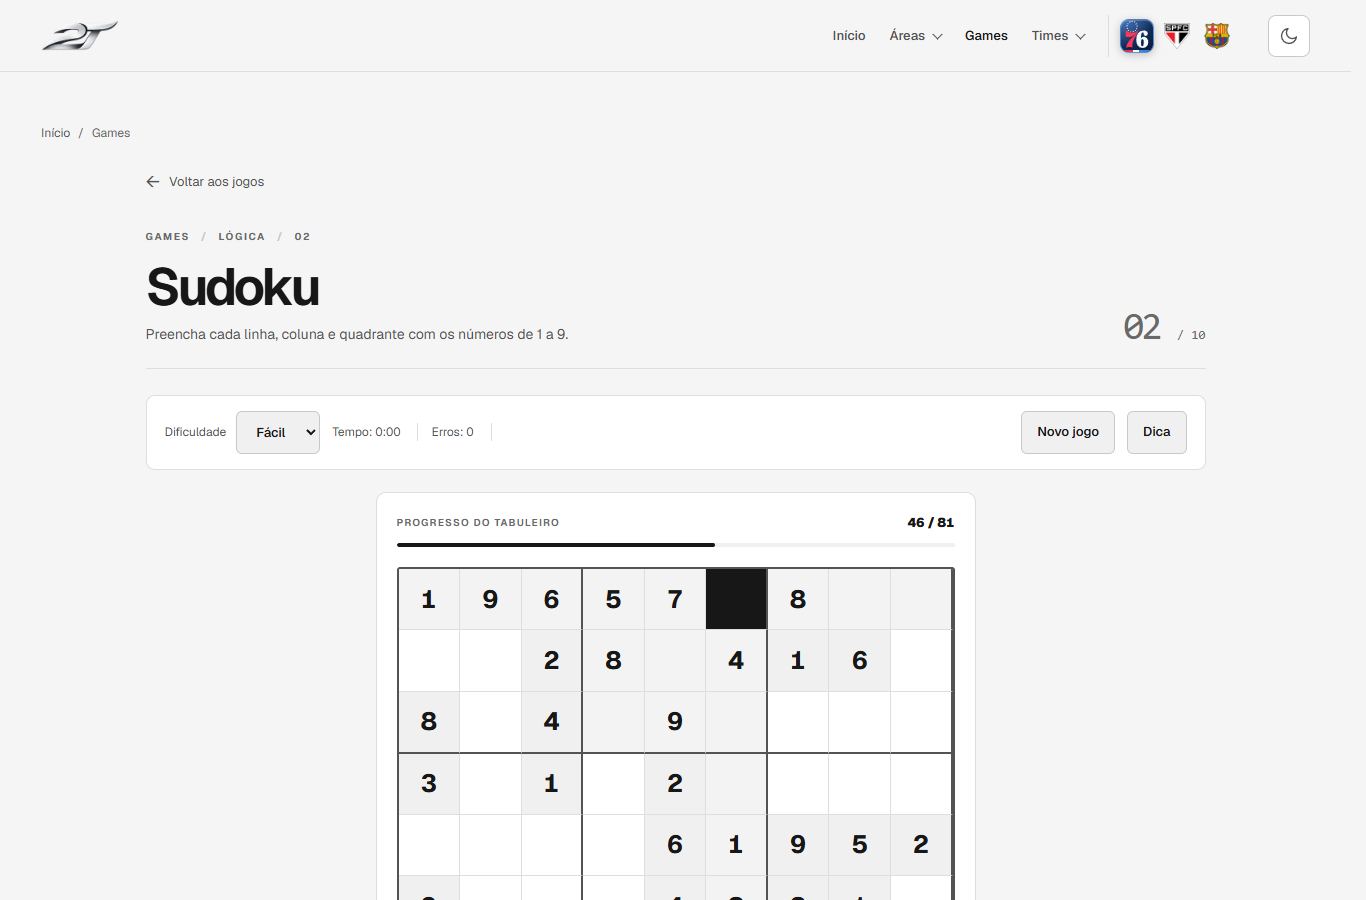 Início Áreas Games Times 76 SPFC
Início / Games
← Voltar aos jogos
GAMES / LÓGICA / 02
Sudoku
Preencha cada linha, coluna e quadrante com os números de 1 a 9.
02 / 10
Dificuldade Fácil Tempo: 0:00 Erros: 0 Novo jogo Dica
PROGRESSO DO TABULEIRO 46 / 81
1 9 6 5 7 8
2 8 4 1 6
8 4 9
3 1 2
6 1 9 5 2